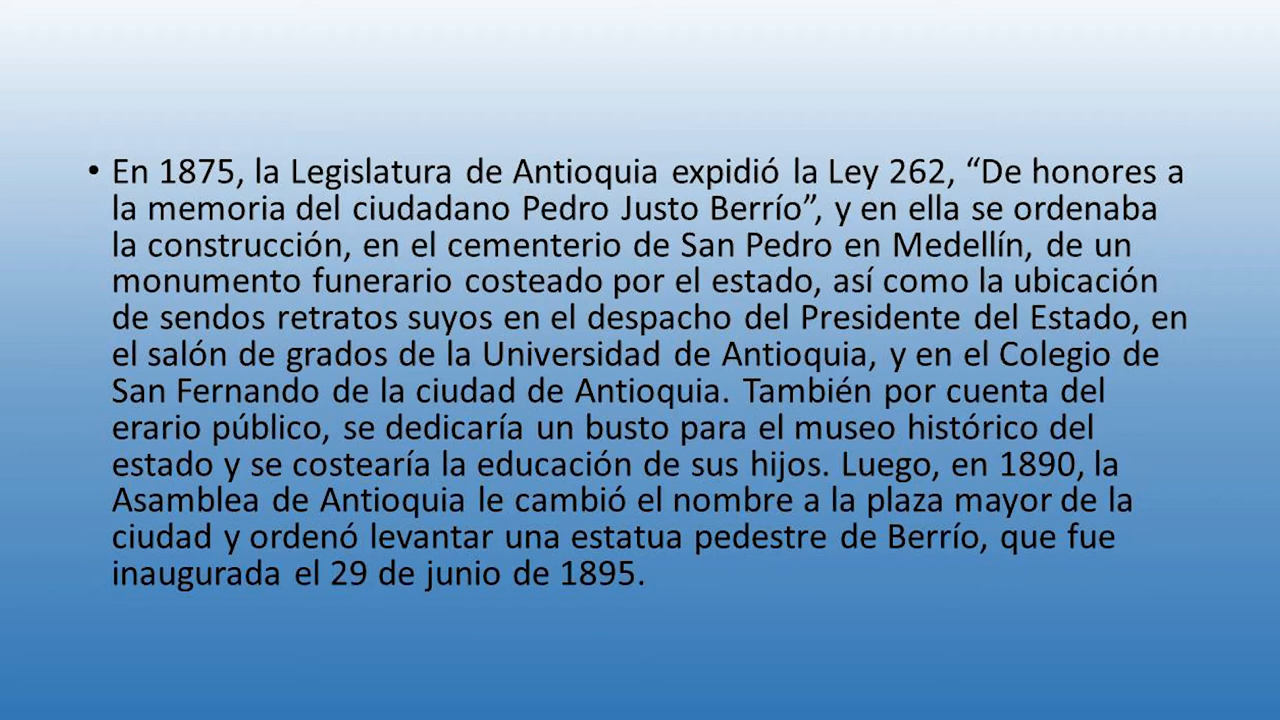 • En 1875, la Legislatura de Antioquia expidió la Ley 262, “De honores a
la memoria del ciudadano Pedro Justo Berrío”, y en ella se ordenaba
la construcción, en el cementerio de San Pedro en Medellín, de un
monumento funerario costeado por el estado, así como la ubicación
de sendos retratos suyos en el despacho del Presidente del Estado, en
el salón de grados de la Universidad de Antioquia, y en el Colegio de
San Fernando de la ciudad de Antioquia. También por cuenta del
erario público, se dedicaría un busto para el museo histórico del
estado y se costearía la educación de sus hijos. Luego, en 1890, la
Asamblea de Antioquia le cambió el nombre a la plaza mayor de la
ciudad y ordenó levantar una estatua pedestre de Berrío, que fue
inaugurada el 29 de junio de 1895.